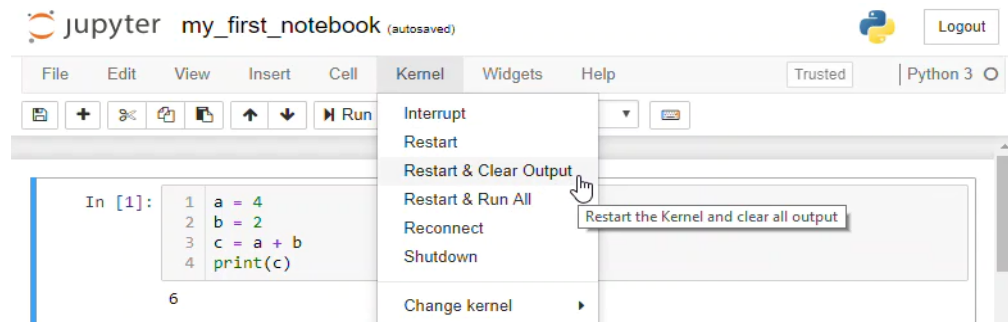 jupyter my_first_notebook (autosaved) Logout
File Edit View Insert Cell Kernel Widgets Help Trusted Python 3
Run
Interrupt
Restart
Restart & Clear Output
Restart & Run All
Reconnect
Shutdown
Change kernel
Restart the Kernel and clear all output
In [1]:
1 a = 4
2 b = 2
3 c = a + b
4 print(c)
6